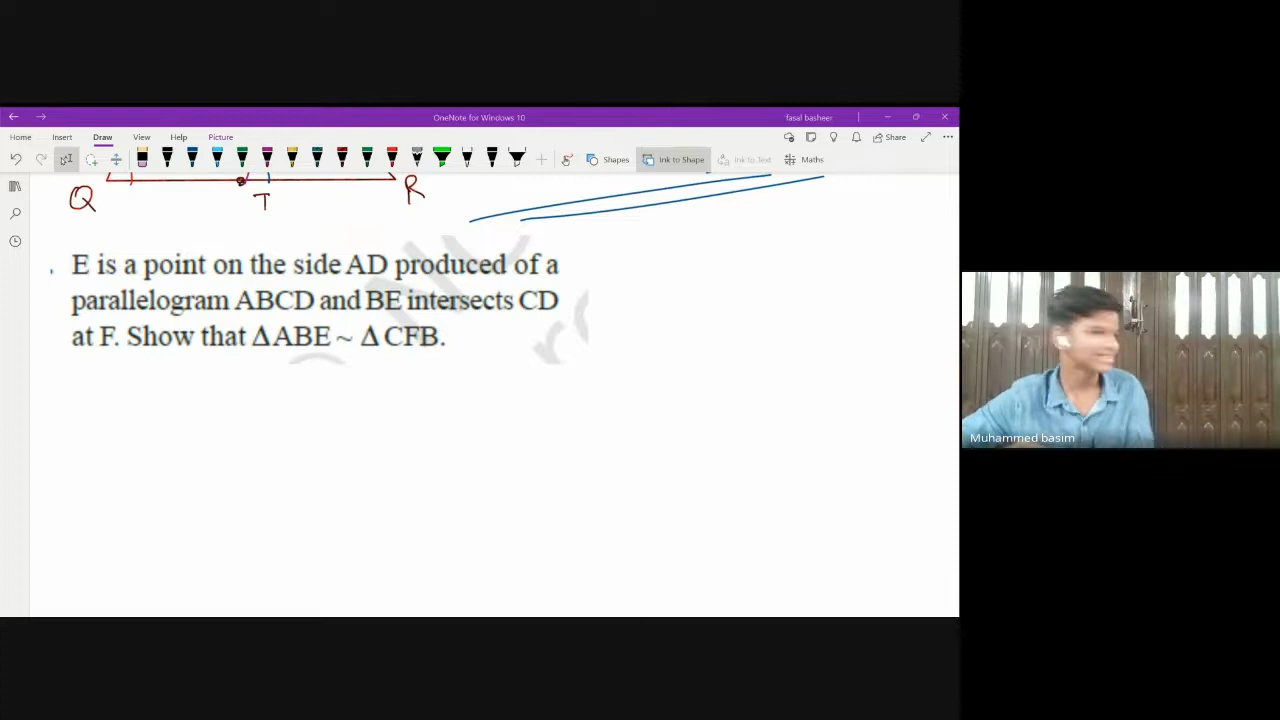 OneNote for Windows 10
fasal basheer
Home Insert Draw View Help Picture
Share
Shapes Ink to Shape Ink to Text Maths
Q T R
E is a point on the side AD produced of a
parallelogram ABCD and BE intersects CD
at F. Show that Δ ABE ~ Δ CFB.
Muhammed basim